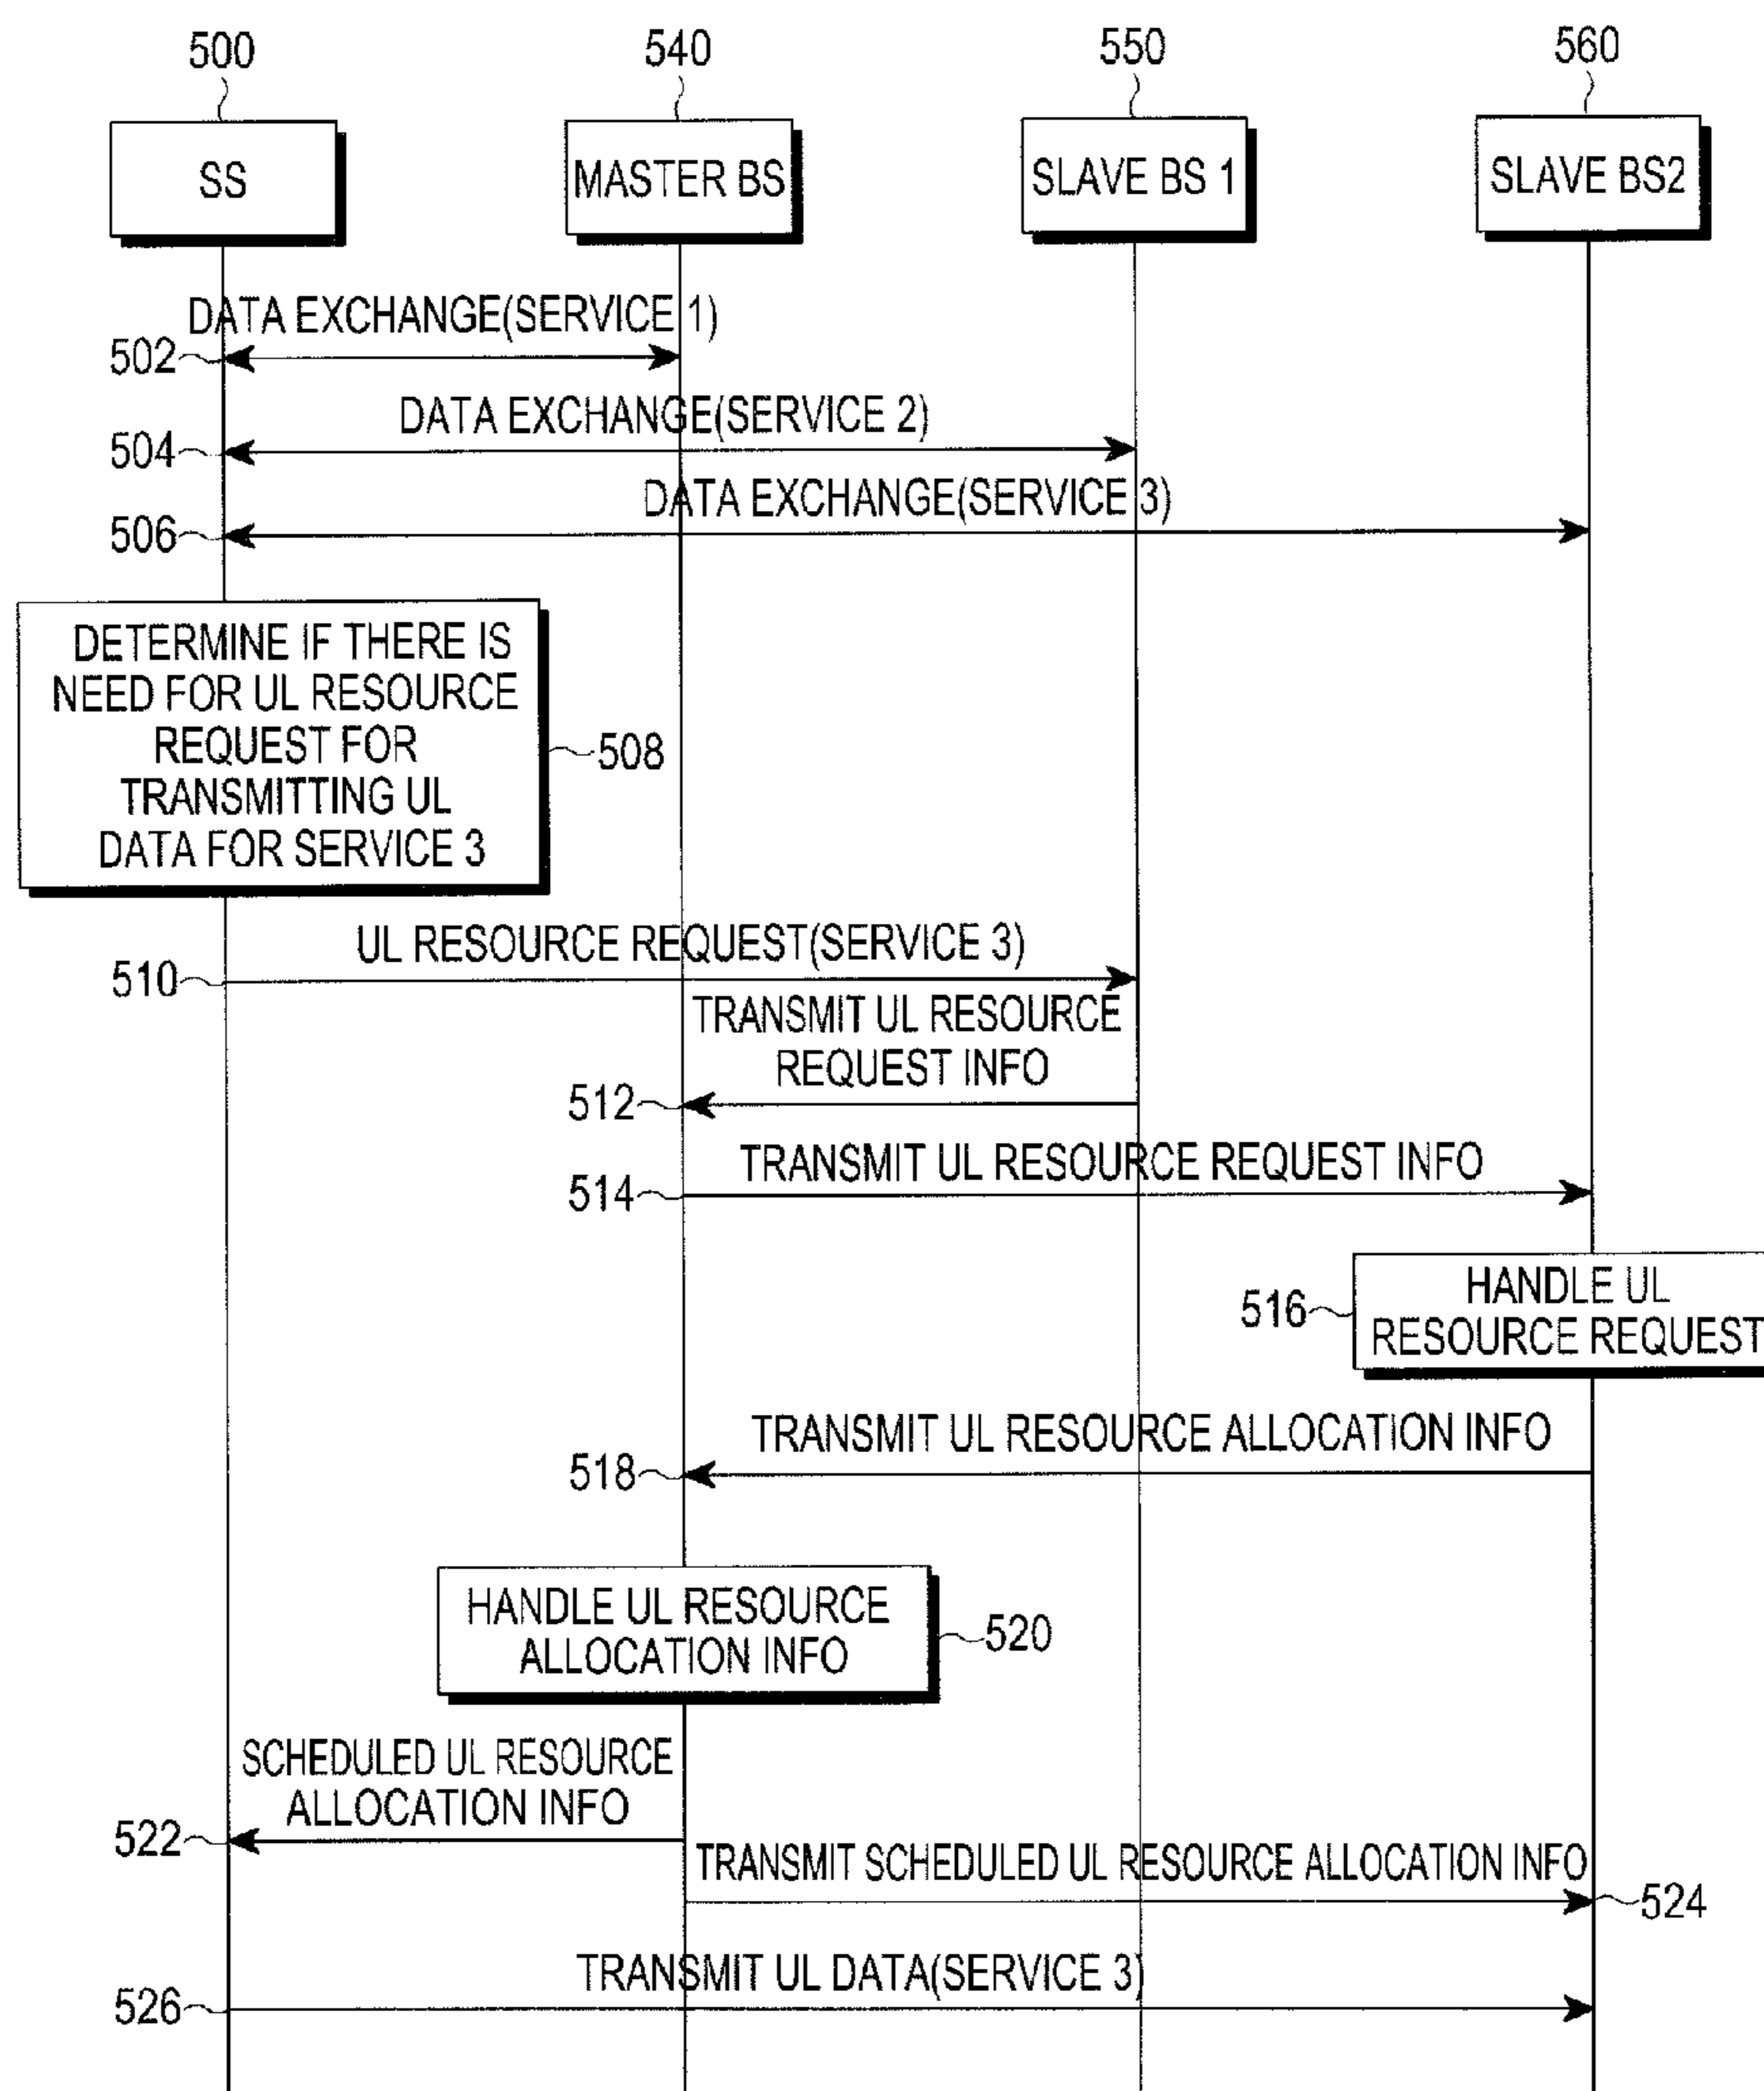 500
540
550
560
SS
MASTER BS
SLAVE BS 1
SLAVE BS2
DATA EXCHANGE(SERVICE 1)
502
DATA EXCHANGE(SERVICE 2)
504
DATA EXCHANGE(SERVICE 3)
506
DETERMINE IF THERE IS
NEED FOR UL RESOURCE
REQUEST FOR
TRANSMITTING UL
DATA FOR SERVICE 3
508
UL RESOURCE REQUEST(SERVICE 3)
510
TRANSMIT UL RESOURCE
REQUEST INFO
512
TRANSMIT UL RESOURCE REQUEST INFO
514
HANDLE UL
RESOURCE REQUEST
516
TRANSMIT UL RESOURCE ALLOCATION INFO
518
HANDLE UL RESOURCE
ALLOCATION INFO
520
SCHEDULED UL RESOURCE
ALLOCATION INFO
522
TRANSMIT SCHEDULED UL RESOURCE ALLOCATION INFO
524
TRANSMIT UL DATA(SERVICE 3)
526